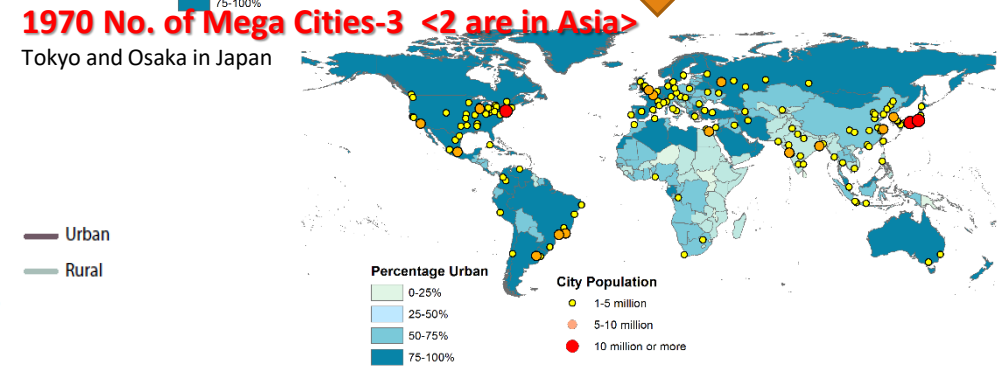 75-100%
1970 No. of Mega Cities-3 <2 are in Asia>
Tokyo and Osaka in Japan
Urban
Rural
Percentage Urban
0-25%
25-50%
50-75%
75-100%
City Population
1-5 million
5-10 million
10 million or more